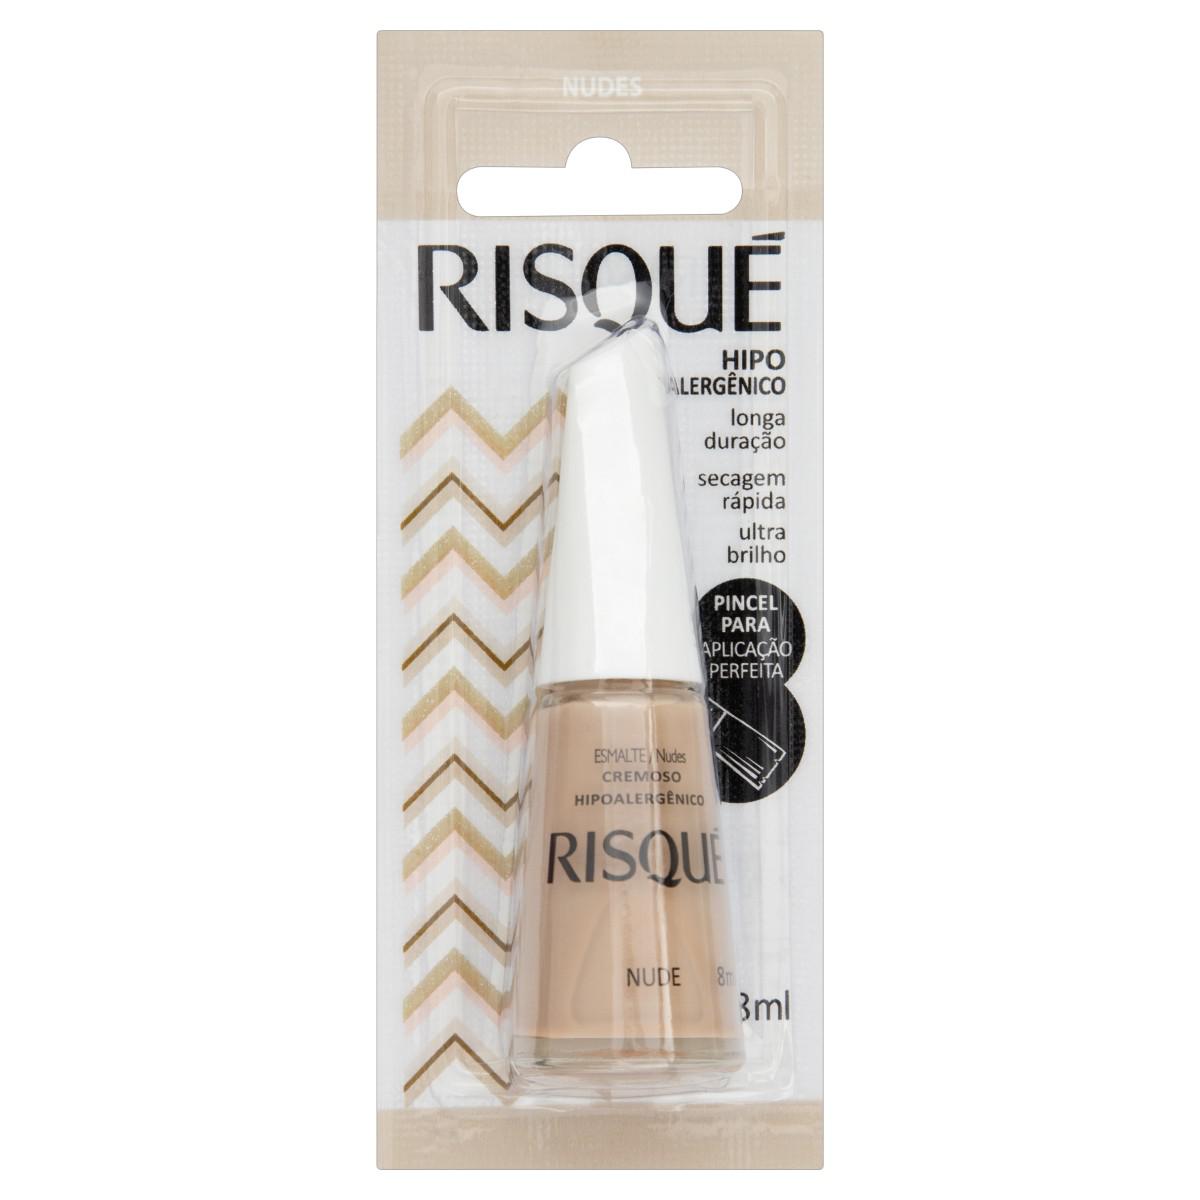 NUDES
RISQUÉ
HIPO
ALERGÊNICO
longa
duração
secagem
rápida
ultra
brilho
PINCEL
PARA
APLICAÇÃO
PERFEITA
ESMALTE / Nudes
CREMOSO
HIPOALERGÊNICO
RISQUÉ
NUDE 8m
8ml